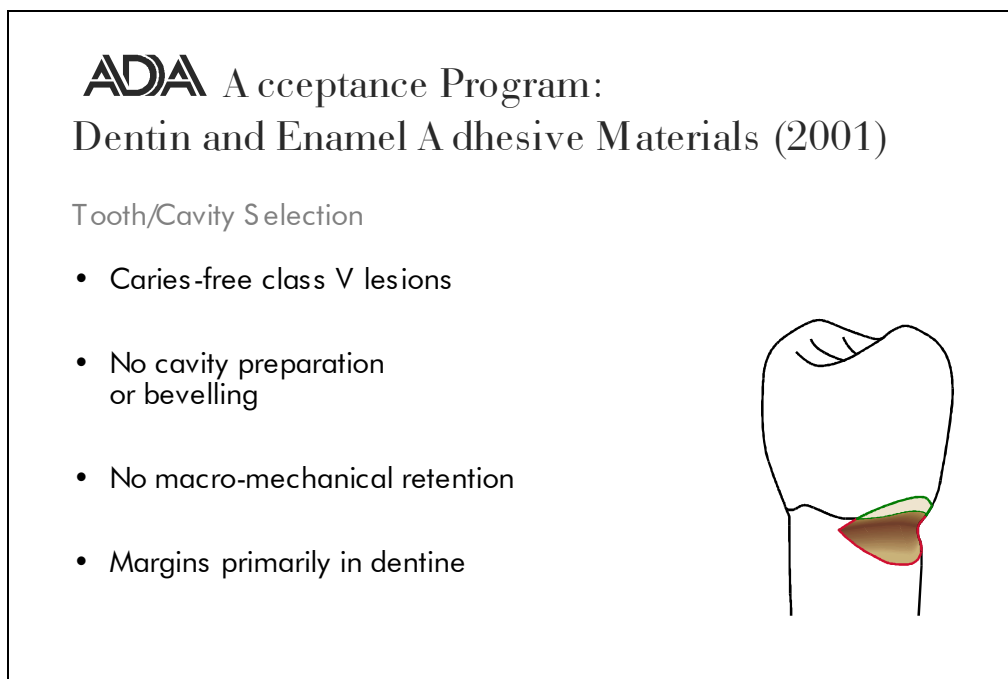 ADA Acceptance Program:
Dentin and Enamel Adhesive Materials (2001)
Tooth/Cavity Selection
• Caries-free class V lesions
• No cavity preparation
or bevelling
• No macro-mechanical retention
• Margins primarily in dentine